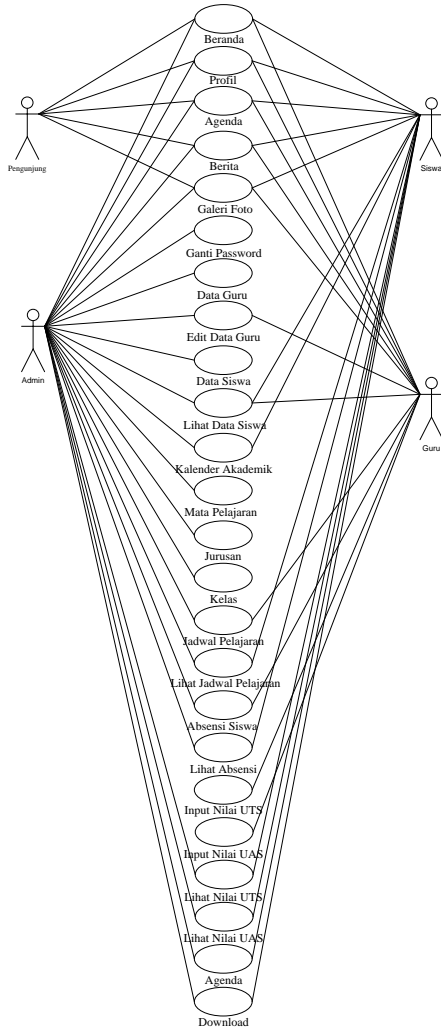 Beranda
Profil
Agenda
Pengunjung
Siswa
Berita
Galeri Foto
Ganti Password
Data Guru
Edit Data Guru
Admin
Data Siswa
Lihat Data Siswa
Guru
Kalender Akademik
Mata Pelajaran
Jurusan
Kelas
Jadwal Pelajaran
Lihat Jadwal Pelajaran
Absensi Siswa
Lihat Absensi
Input Nilai UTS
Input Nilai UAS
Lihat Nilai UTS
Lihat Nilai UAS
Agenda
Download